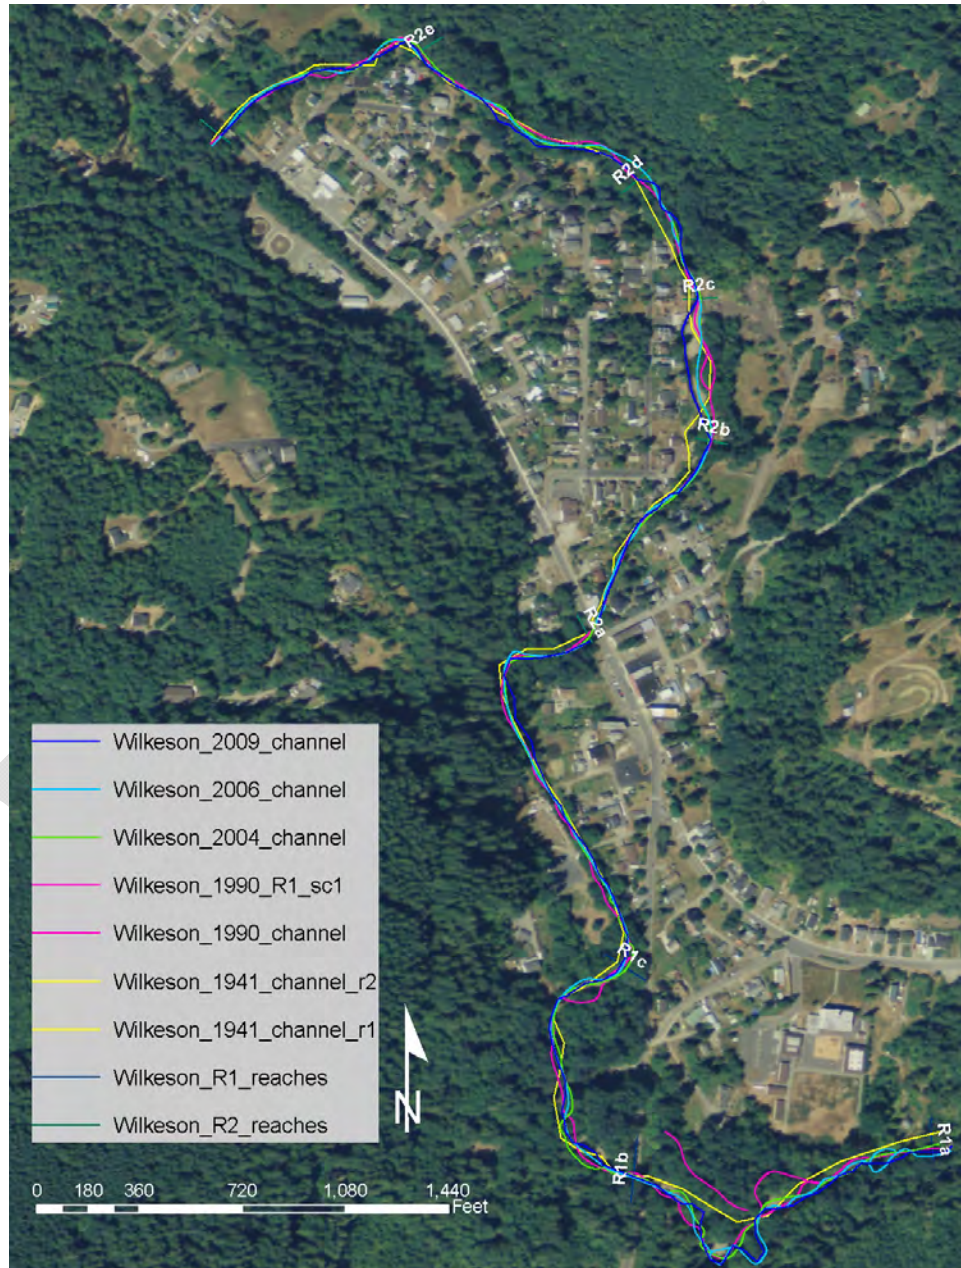 R2e
R2d
R2c
R2b
R2a
Wilkeson_2009_channel
Wilkeson_2006_channel
Wilkeson_2004_channel
Wilkeson_1990_R1_sc1
Wilkeson_1990_channel
Wilkeson_1941_channel_r2
Wilkeson_1941_channel_r1
Wilkeson_R1_reaches
Wilkeson_R2_reaches
R1c
N
R1a
R1b
0 180 360 720 1,080 1,440
Feet